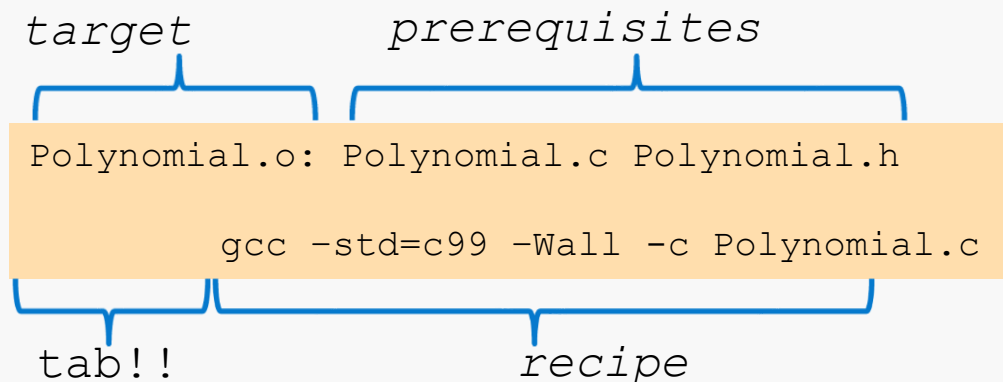 target prerequisites
Polynomial.o: Polynomial.c Polynomial.h
gcc –std=c99 –Wall -c Polynomial.c
tab!! recipe